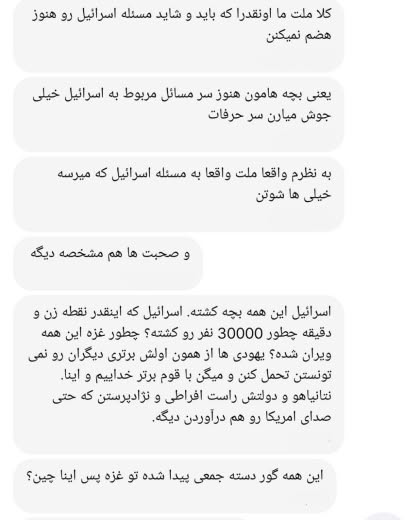 کلا ملت ما اونقدرا که باید و شاید مسئله اسرائیل رو هنوز
هضم نمیکنن
یعنی بچه هامون هنوز سر مسائل مربوط به اسرائیل خیلی
جوش میارن سر حرفات
به نظرم واقعا ملت واقعا به مسئله اسرائیل که میرسه
خیلی ها شوتن
و صحبت ها هم مشخصه دیگه
اسرائیل این همه بچه کشته. اسرائیل که اینقدر نقطه زن و
دقیقه چطور 30000 نفر رو کشته؟ چطور غزه این همه
ویران شده؟ یهودی ها از همون اولش برتری دیگران رو نمی
تونستن تحمل کنن و میگن با قوم برتر خداییم و اینا.
نتانیاهو و دولتش راست افراطی و نژادپرستن که حتی
صدای امریکا رو هم درآوردن دیگه.
این همه گور دسته جمعی پیدا شده تو غزه پس اینا چین؟